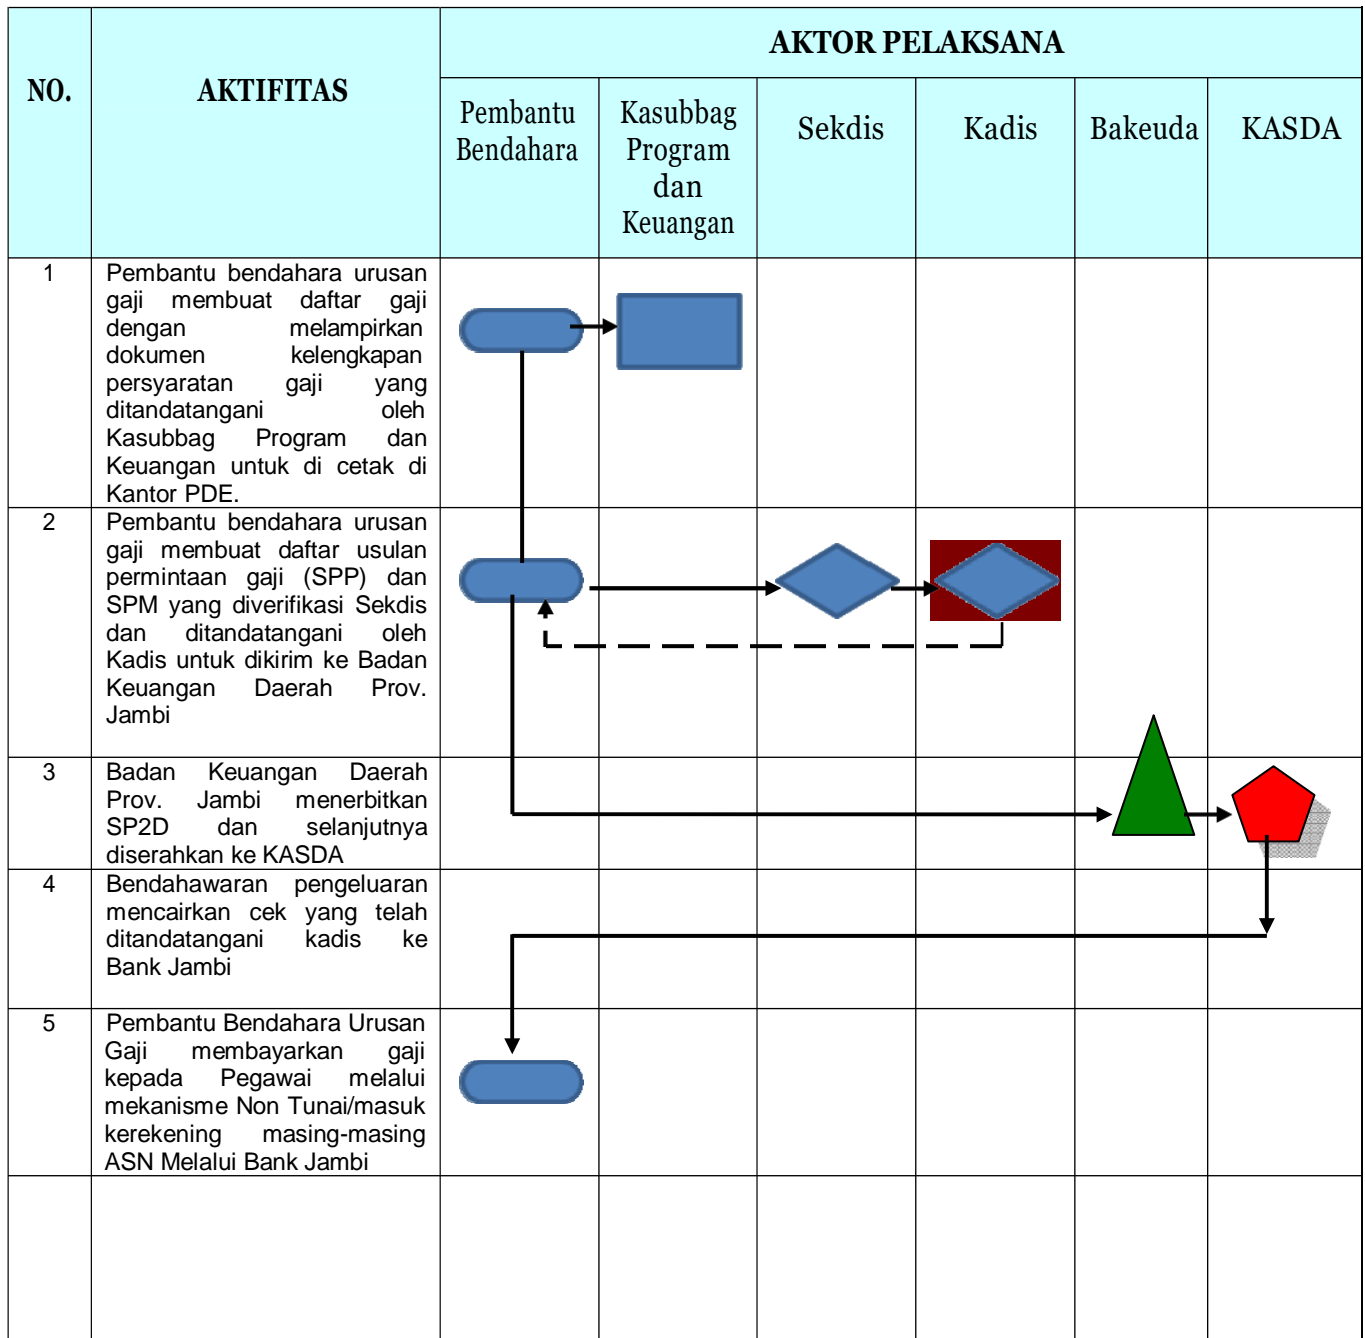 NO.
AKTIFITAS
AKTOR PELAKSANA
Pembantu
Bendahara
Kasubbag
Program
dan
Keuangan
Sekdis
Kadis
Bakeuda
KASDA
1
Pembantu bendahara urusan
gaji membuat daftar gaji
dengan melampirkan
dokumen kelengkapan
persyaratan gaji yang
ditandatangani oleh
Kasubbag Program dan
Keuangan untuk di cetak di
Kantor PDE.
2
Pembantu bendahara urusan
gaji membuat daftar usulan
permintaan gaji (SPP) dan
SPM yang diverifikasi Sekdis
dan ditandatangani oleh
Kadis untuk dikirim ke Badan
Keuangan Daerah Prov.
Jambi
3
Badan Keuangan Daerah
Prov. Jambi menerbitkan
SP2D dan selanjutnya
diserahkan ke KASDA
4
Bendahawaran pengeluaran
mencairkan cek yang telah
ditandatangani kadis ke
Bank Jambi
5
Pembantu Bendahara Urusan
Gaji membayarkan gaji
kepada Pegawai melalui
mekanisme Non Tunai/masuk
kerekening masing-masing
ASN Melalui Bank Jambi